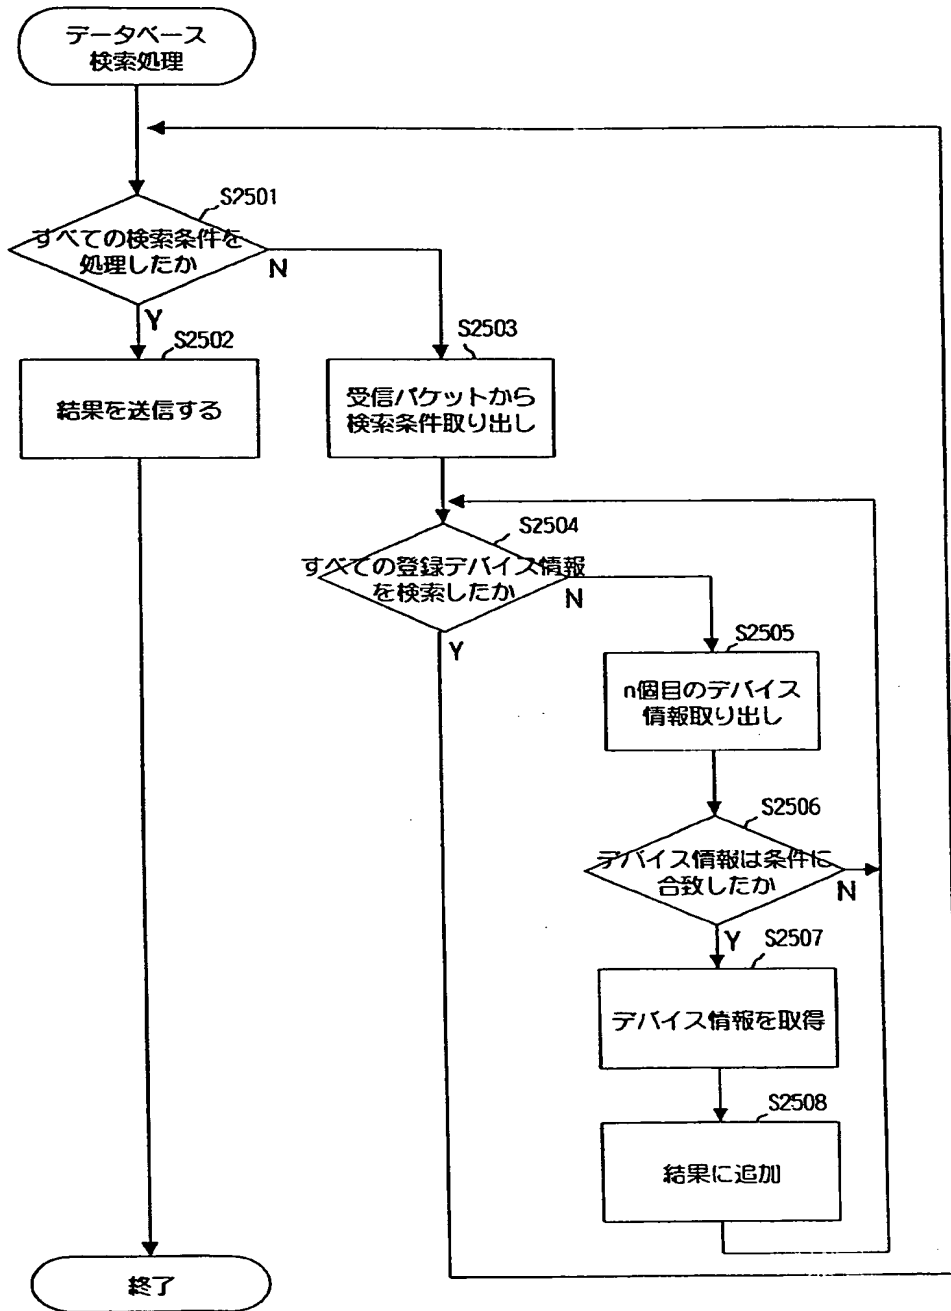 データベース
検索処理
S2501
すべての検索条件を
処理したか
N
Y
S2502
結果を送信する
S2503
受信パケットから
検索条件取り出し
S2504
すべての登録デバイス情報
を検索したか
N
Y
S2505
n個目のデバイス
情報取り出し
S2506
デバイス情報は条件に
合致したか
N
Y
S2507
デバイス情報を取得
S2508
結果に追加
終了